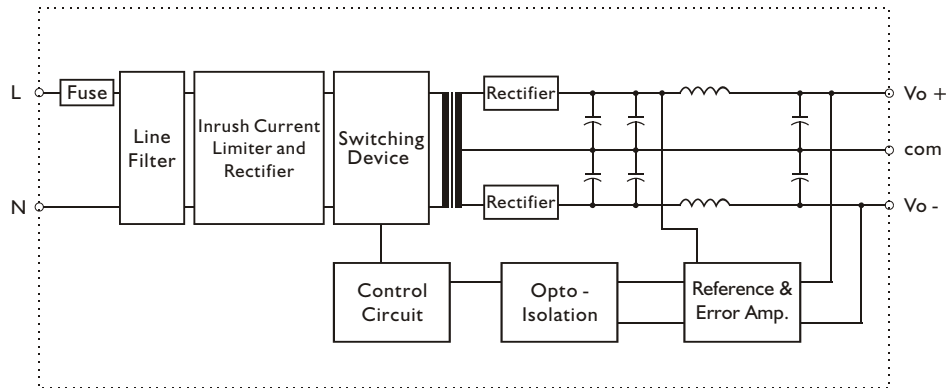 L
Fuse
Line
Filter
Inrush Current
Limiter and
Rectifier
Switching
Device
Rectifier
Vo +
com
N
Rectifier
Vo -
Control
Circuit
Opto -
Isolation
Reference &
Error Amp.